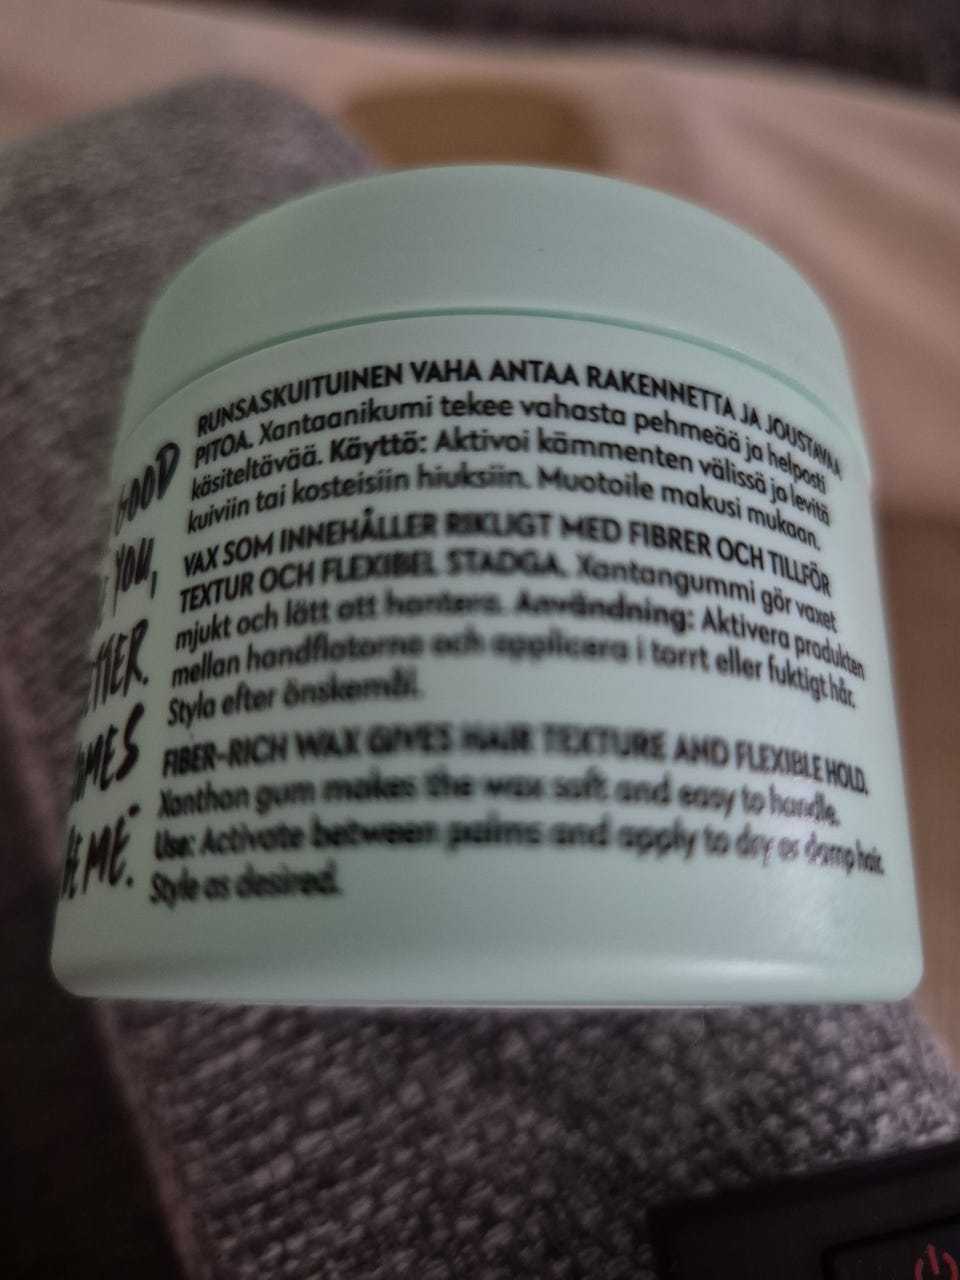 RUNSASKUITUINEN VAHA ANTAA RAKENNETTA JA JOUSTAVAA
PITOA. Xantaanikumi tekee vahasta pehmeää ja helposti
käsiteltävää. Käyttö: Aktivoi kämmenten välissä ja levitä
kuiviin tai kosteisiin hiuksiin. Muotoile makusi mukaan.
VAX SOM INNEHÅLLER RIKLIGT MED FIBRER OCH TILLFÖR
TEXTUR OCH FLEXIBEL STADGA. Xantangummi gör vaxet
mjukt och lätt att hantera. Användning: Aktivera produkten
mellan handflatorna och applicera i torrt eller fuktigt hår.
Styla efter önskemål.
FIBER-RICH WAX GIVES HAIR TEXTURE AND FLEXIBLE HOLD.
Xanthan gum makes the wax soft and easy to handle.
Use: Activate between palms and apply to dry or damp hair.
Style as desired.
GOOD
YOU,
ME.